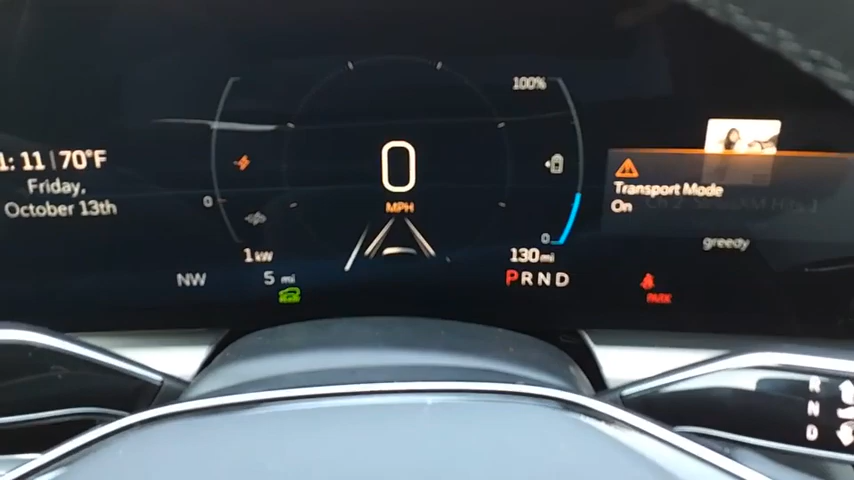 1:11 | 70°F
Friday,
October 13th
100%
0
MPH
0
0
1 kW
130 mi
NW
5 mi
P R N D
Transport Mode
On
greedy
PARK
R
N
D